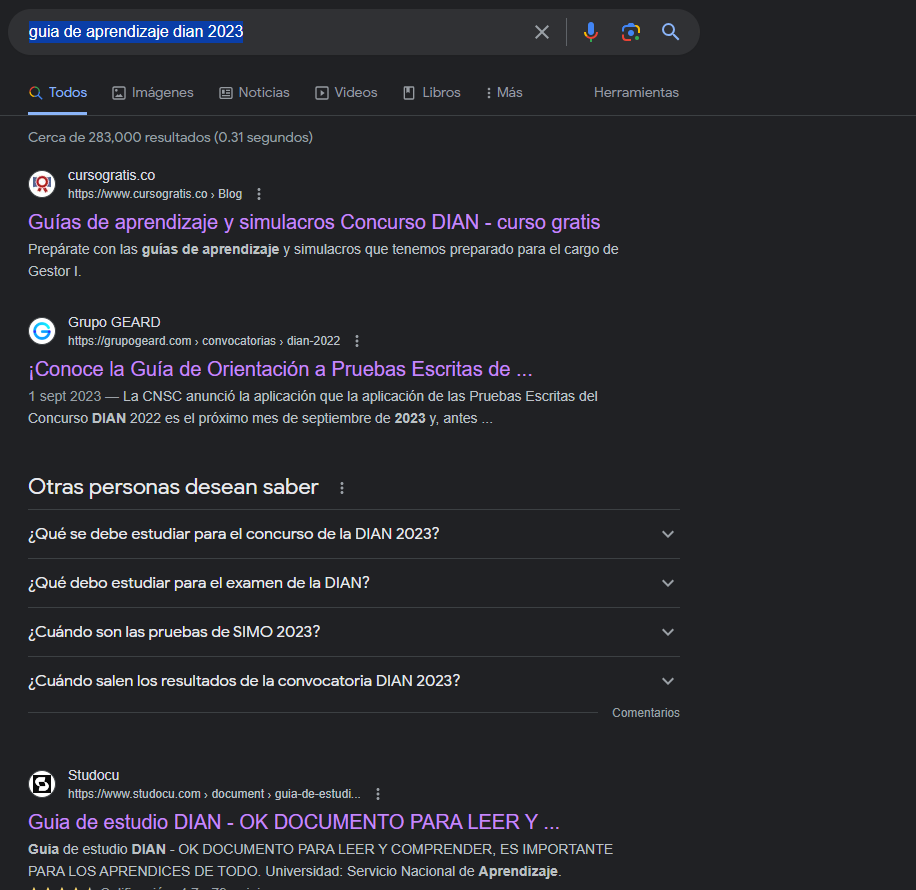 guia de aprendizaje dian 2023
Todos Imágenes Noticias Videos Libros Más Herramientas
Cerca de 283,000 resultados (0.31 segundos)
cursogratis.co
https://www.cursogratis.co › Blog
Guías de aprendizaje y simulacros Concurso DIAN - curso gratis
Prepárate con las guías de aprendizaje y simulacros que tenemos preparado para el cargo de
Gestor I.
Grupo GEARD
https://grupogeard.com › convocatorias › dian-2022
¡Conoce la Guía de Orientación a Pruebas Escritas de ...
1 sept 2023 — La CNSC anunció la aplicación que la aplicación de las Pruebas Escritas del
Concurso DIAN 2022 es el próximo mes de septiembre de 2023 y, antes ...
Otras personas desean saber
¿Qué se debe estudiar para el concurso de la DIAN 2023?
¿Qué debo estudiar para el examen de la DIAN?
¿Cuándo son las pruebas de SIMO 2023?
¿Cuándo salen los resultados de la convocatoria DIAN 2023?
Comentarios
Studocu
https://www.studocu.com › document › guia-de-estudi...
Guia de estudio DIAN - OK DOCUMENTO PARA LEER Y ...
Guia de estudio DIAN - OK DOCUMENTO PARA LEER Y COMPRENDER, ES IMPORTANTE
PARA LOS APRENDICES DE TODO. Universidad: Servicio Nacional de Aprendizaje.